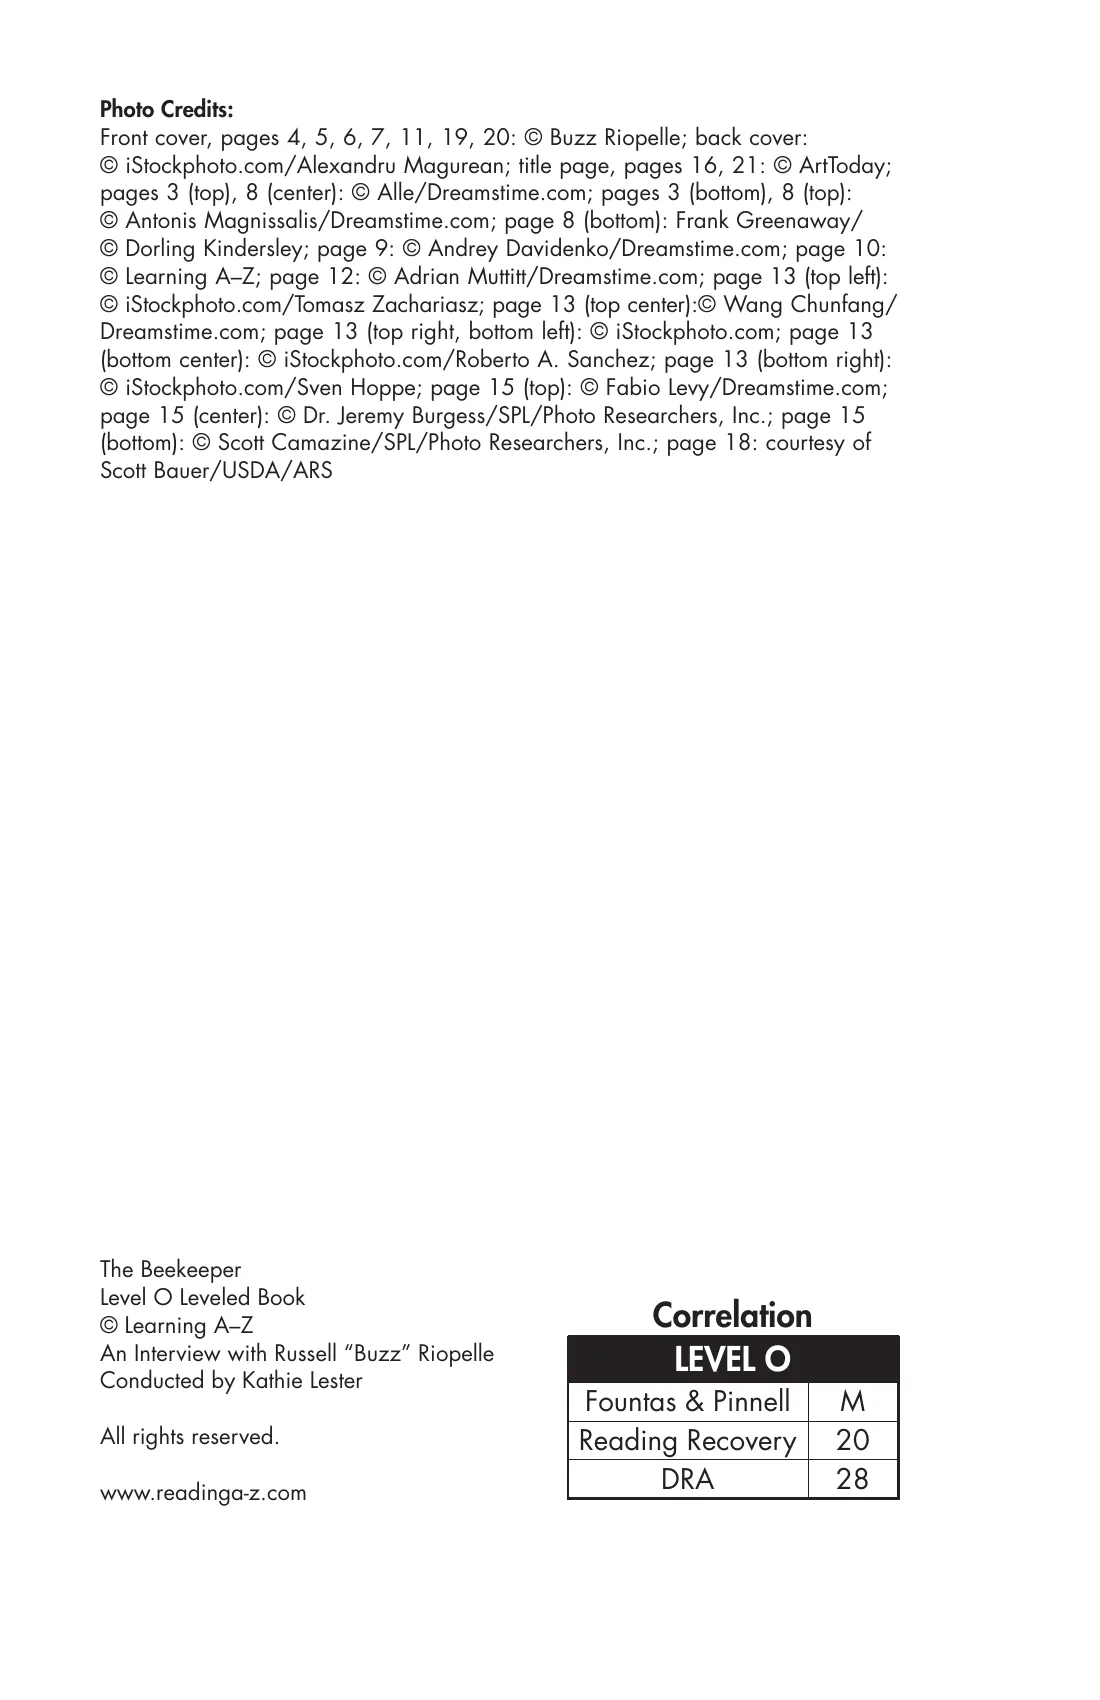 Photo Credits:
Front cover, pages 4, 5, 6, 7, 11, 19, 20: © Buzz Riopelle; back cover:
© iStockphoto.com/Alexandru Magurean; title page, pages 16, 21: © ArtToday;
pages 3 (top), 8 (center): © Alle/Dreamstime.com; pages 3 (bottom), 8 (top):
© Antonis Magnissalis/Dreamstime.com; page 8 (bottom): Frank Greenaway/
© Dorling Kindersley; page 9: © Andrey Davidenko/Dreamstime.com; page 10:
© Learning A–Z; page 12: © Adrian Muttitt/Dreamstime.com; page 13 (top left):
© iStockphoto.com/Tomasz Zachariasz; page 13 (top center):© Wang Chunfang/
Dreamstime.com; page 13 (top right, bottom left): © iStockphoto.com; page 13
(bottom center): © iStockphoto.com/Roberto A. Sanchez; page 13 (bottom right):
© iStockphoto.com/Sven Hoppe; page 15 (top): © Fabio Levy/Dreamstime.com;
page 15 (center): © Dr. Jeremy Burgess/SPL/Photo Researchers, Inc.; page 15
(bottom): © Scott Camazine/SPL/Photo Researchers, Inc.; page 18: courtesy of
Scott Bauer/USDA/ARS
The Beekeeper
Level O Leveled Book
© Learning A–Z
An Interview with Russell “Buzz” Riopelle
Conducted by Kathie Lester
All rights reserved.
www.readinga-z.com
Correlation
LEVEL O
Fountas & Pinnell M
Reading Recovery 20
DRA 28